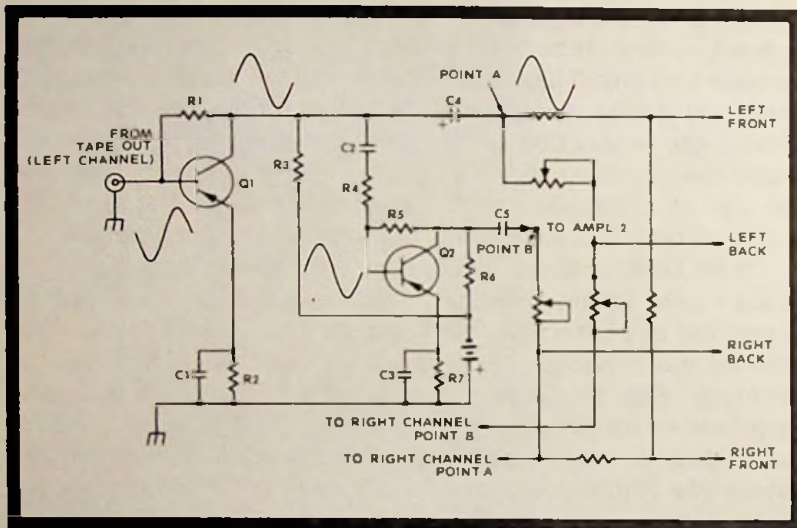 POINT A
R1
C4
LEFT
FRONT
FROM
TAPE OUT
(LEFT CHANNEL)
Q1
R3
C2
R4
R5
C5
TO AMPL 2
POINT B
LEFT
BACK
Q2
R6
RIGHT
BACK
C1
R2
C3
R7
+
TO RIGHT CHANNEL
POINT B
TO RIGHT CHANNEL
POINT A
RIGHT
FRONT